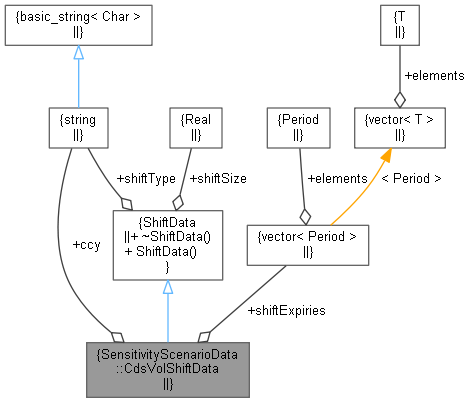 {basic_string< Char >
||}
{T
||}
+elements
{string
||}
{Real
||}
{Period
||}
{vector< T >
||}
+shiftType
+shiftSize
+elements
< Period >
{ShiftData
||+ ~ShiftData()
+ ShiftData()
}
{vector< Period >
||}
+ccy
+shiftExpiries
{SensitivityScenarioData
::CdsVolShiftData
||}